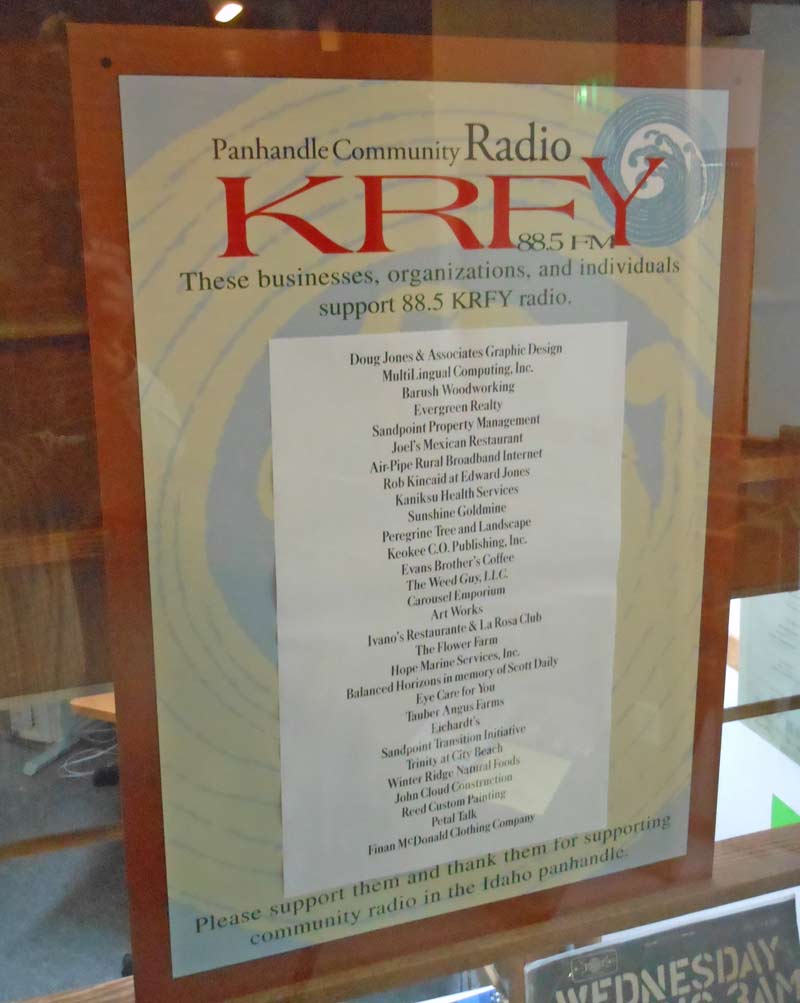 Panhandle Community Radio
KRFY
88.5 FM
These businesses, organizations, and individuals
support 88.5 KRFY radio.
Doug Jones & Associates Graphic Design
MultiLingual Computing, Inc.
Barush Woodworking
Evergreen Realty
Sandpoint Property Management
Joel's Mexican Restaurant
Air-Pipe Rural Broadband Internet
Rob Kincaid at Edward Jones
Kaniksu Health Services
Sunshine Goldmine
Peregrine Tree and Landscape
Keokee C.O. Publishing, Inc.
Evans Brother's Coffee
The Weed Guy, LLC.
Carousel Emporium
Art Works
Ivano's Restaurante & La Rosa Club
The Flower Farm
Hope Marine Services, Inc.
Balanced Horizons in memory of Scott Daily
Eye Care for You
Tauber Angus Farms
Eichardt's
Sandpoint Transition Initiative
Trinity at City Beach
Winter Ridge Natural Foods
John Cloud Construction
Reed Custom Painting
Petal Talk
Finan McDonald Clothing Company
Please support them and thank them for supporting
community radio in the Idaho panhandle.
WEDNESDAY